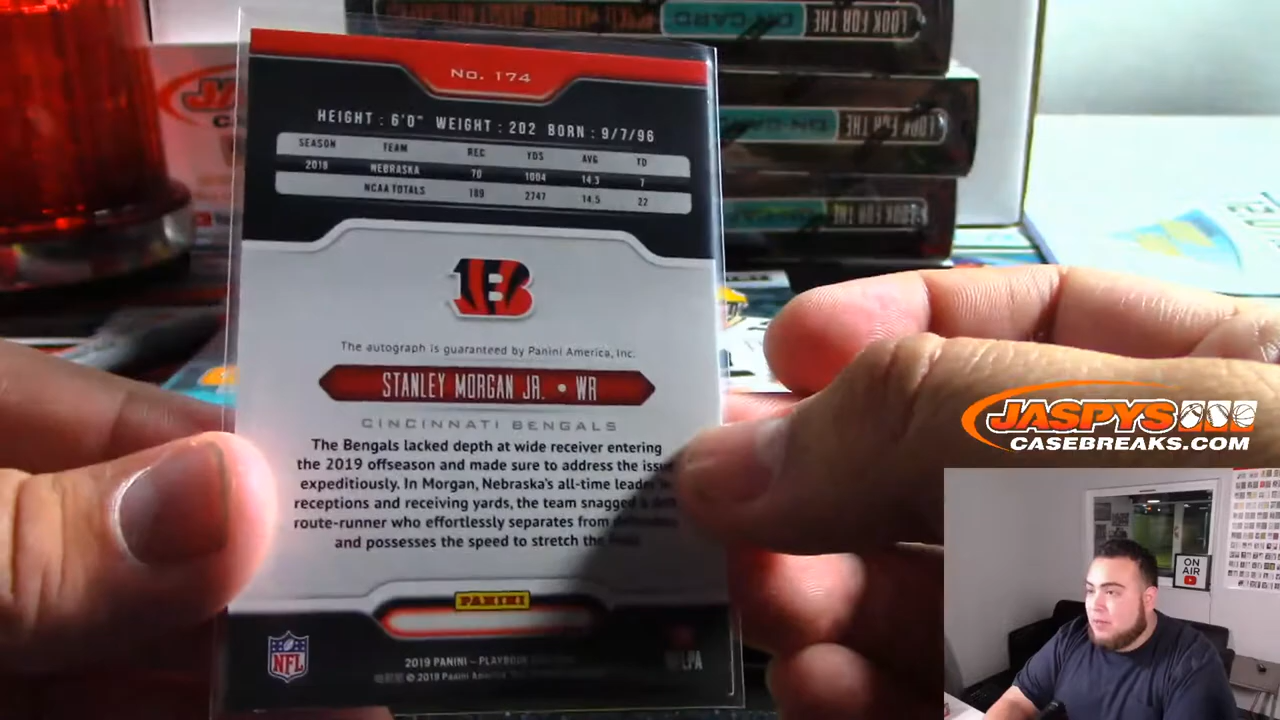 LOOK FOR THE
ON CARD
LOOK FOR THE
LOOK FOR THE
No. 174
HEIGHT : 6'0" WEIGHT : 202 BORN : 9/7/96
SEASON TEAM REC YDS AVG TD
2018 NEBRASKA 70 1004 14.3 7
NCAA TOTALS 189 2747 14.5 22
B
The autograph is guaranteed by Panini America, Inc.
STANLEY MORGAN JR. • WR
CINCINNATI BENGALS
The Bengals lacked depth at wide receiver entering
the 2019 offseason and made sure to address the issue
expeditiously. In Morgan, Nebraska's all-time leader in
receptions and receiving yards, the team snagged a
route-runner who effortlessly separates from
and possesses the speed to stretch the
PANINI
NFL
2019 PANINI – PLAYBOOK
© 2019 Panini America
NFLPA
JASPYS
CASEBREAKS.COM
ON
AIR